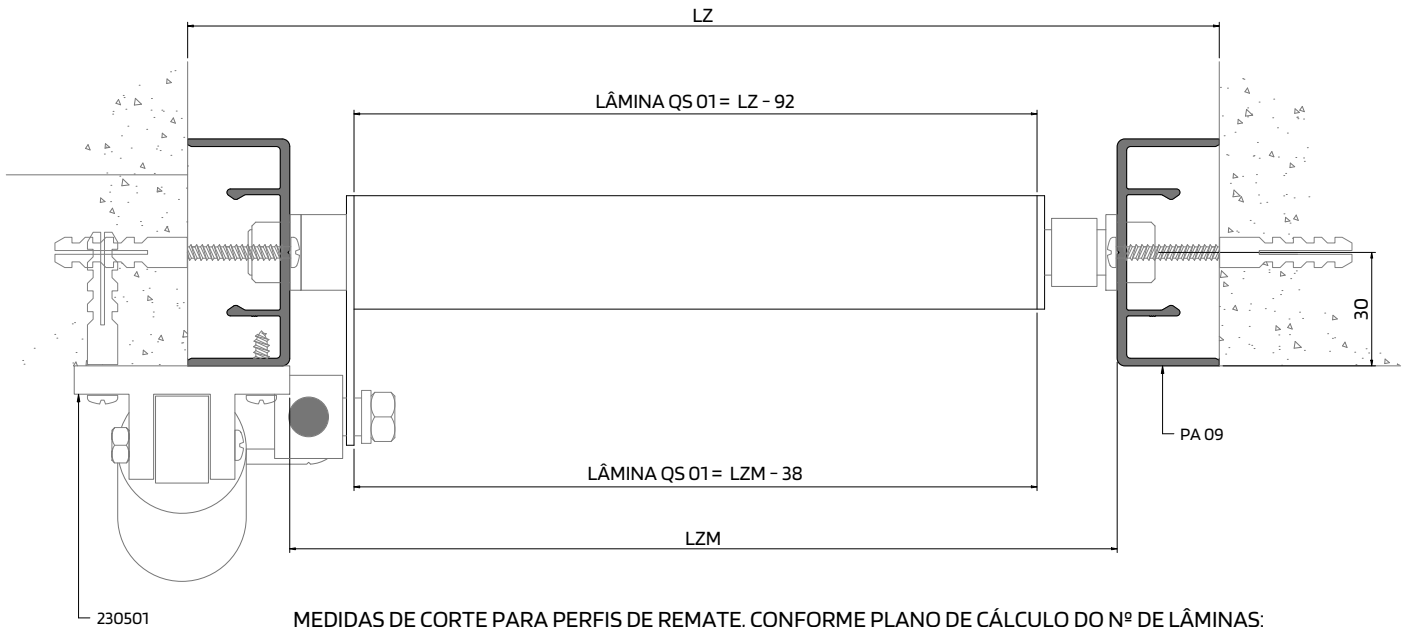 LZ
LÂMINA QS 01 = LZ - 92
30
PA 09
LÂMINA QS 01 = LZM - 38
LZM
230501
MEDIDAS DE CORTE PARA PERFIS DE REMATE, CONFORME PLANO DE CÁLCULO DO Nº DE LÂMINAS: